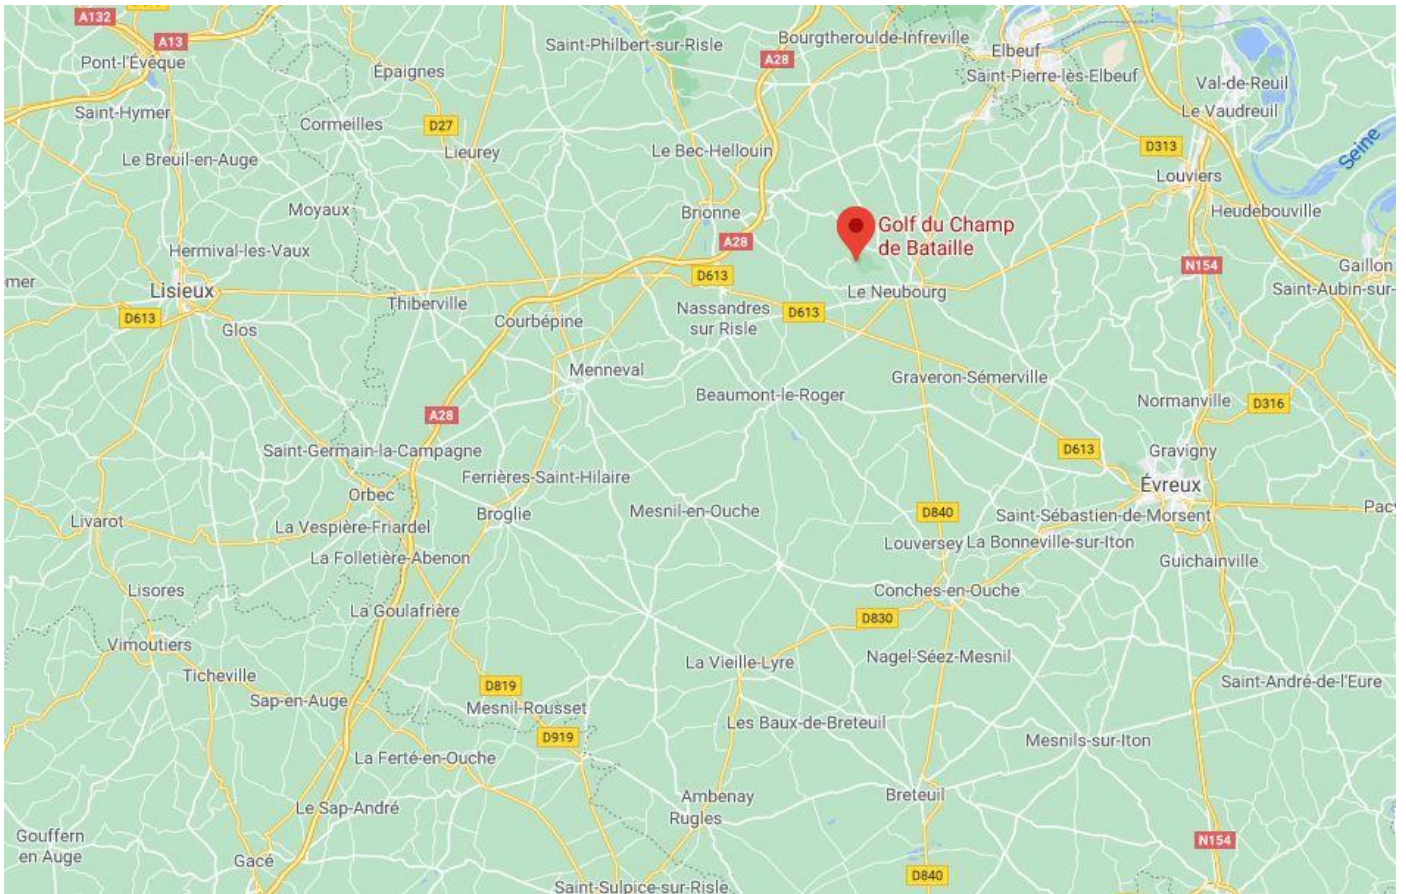 A132
A13
Pont-l'Évêque
Saint-Hymer
Épaignes
Cormeilles
D27
Lieurey
Saint-Philbert-sur-Risle
A28
Bourgtheroulde-Infreville
Elbeuf
Saint-Pierre-lès-Elbeuf
Val-de-Reuil
Le Vaudreuil
Seine
D313
Louviers
Le Breuil-en-Auge
Le Bec-Hellouin
Moyaux
Brionne
Golf du Champ
de Bataille
Heudebouville
Hermival-les-Vaux
A28
N154
Gaillon
Saint-Aubin-sur-
mer
Lisieux
D613
Glos
Thiberville
Courbépine
D613
Nassandres
sur Risle
D613
Le Neubourg
Menneval
Beaumont-le-Roger
Graveron-Sémerville
Normanville
D316
A28
Saint-Germain-la-Campagne
D613
Gravigny
Évreux
Ferrières-Saint-Hilaire
Orbec
Broglie
Mesnil-en-Ouche
D840
Saint-Sébastien-de-Morsent
Pacy
Livarot
La Vespière-Friardel
Louversey
La Bonneville-sur-Iton
La Folletière-Abenon
Guichainville
Lisores
Conches-en-Ouche
La Goulafrière
D830
Vimoutiers
La Vieille-Lyre
Nagel-Séez-Mesnil
Ticheville
D819
Saint-André-de-l'Eure
Sap-en-Auge
Mesnil-Rousset
Les Baux-de-Breteuil
D919
Mesnils-sur-Iton
La Ferté-en-Ouche
Ambenay
Breteuil
Le Sap-André
Rugles
Gouffern
en Auge
N154
Gacé
D840
Saint-Sulpice-sur-Risle